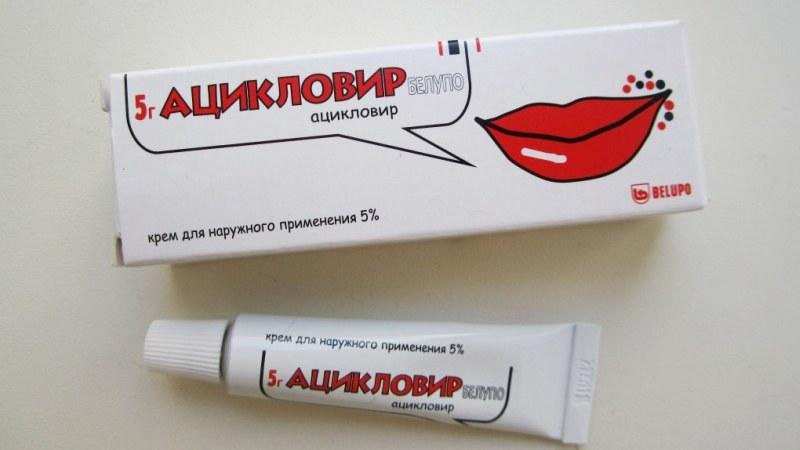 5г АЦИКЛОВИР БЕЛУПО
ацикловир
BELUPO
крем для наружного применения 5%
крем для наружного применения 5%
5г АЦИКЛОВИР БЕЛУПО
ацикловир